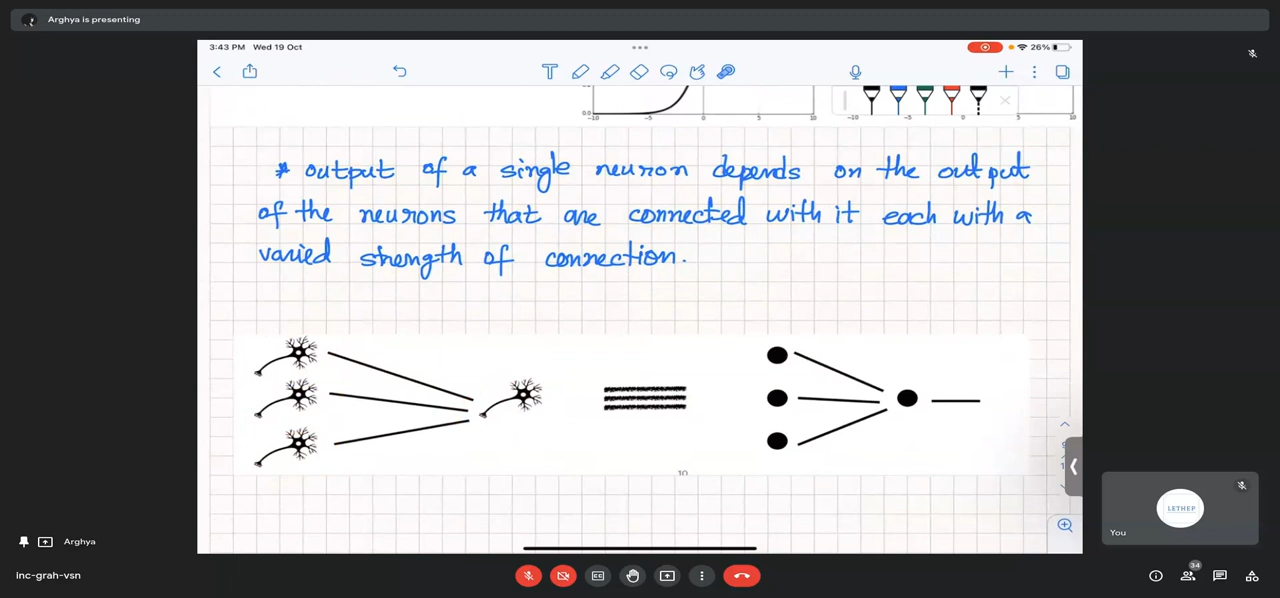 Arghya is presenting
3:43 PM Wed 19 Oct
26%
0.0
-10 -5 0 5 10
-10 -5 0 5 10
* output of a single neuron depends on the output
of the neurons that are connected with it each with a
varied strength of connection.
10
LETHEP
You
Arghya
inc-grah-vsn
CC
34